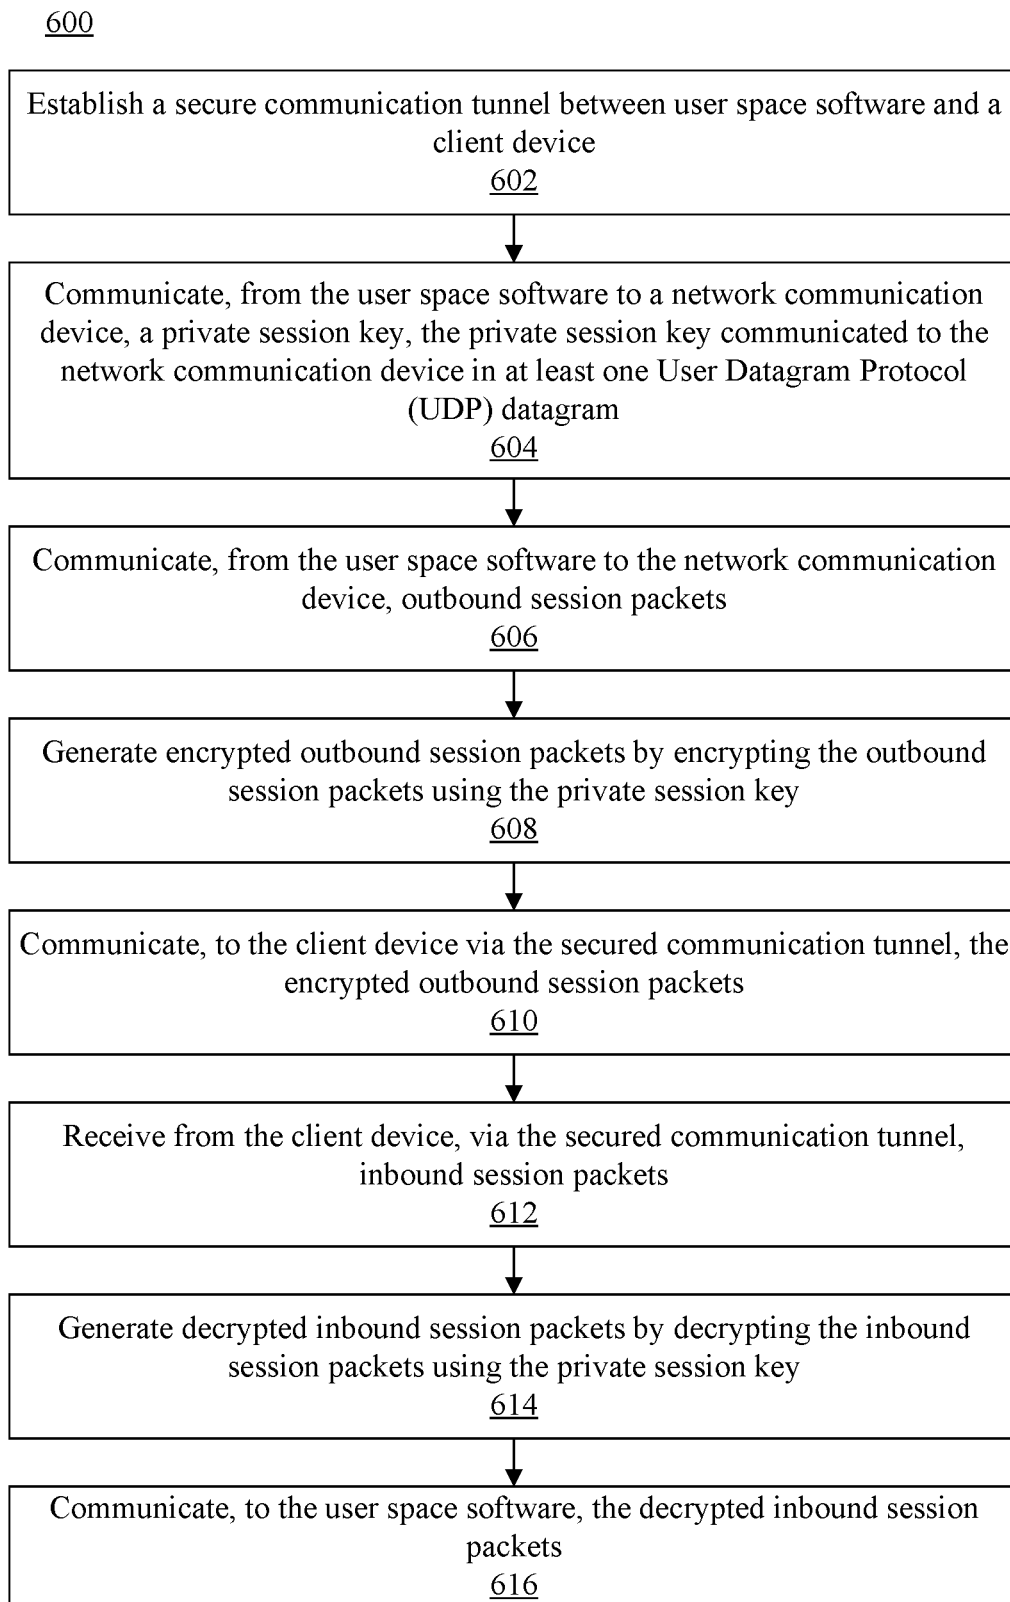 600
Establish a secure communication tunnel between user space software and a
client device
602
Communicate, from the user space software to a network communication
device, a private session key, the private session key communicated to the
network communication device in at least one User Datagram Protocol
(UDP) datagram
604
Communicate, from the user space software to the network communication
device, outbound session packets
606
Generate encrypted outbound session packets by encrypting the outbound
session packets using the private session key
608
Communicate, to the client device via the secured communication tunnel, the
encrypted outbound session packets
610
Receive from the client device, via the secured communication tunnel,
inbound session packets
612
Generate decrypted inbound session packets by decrypting the inbound
session packets using the private session key
614
Communicate, to the user space software, the decrypted inbound session
packets
616